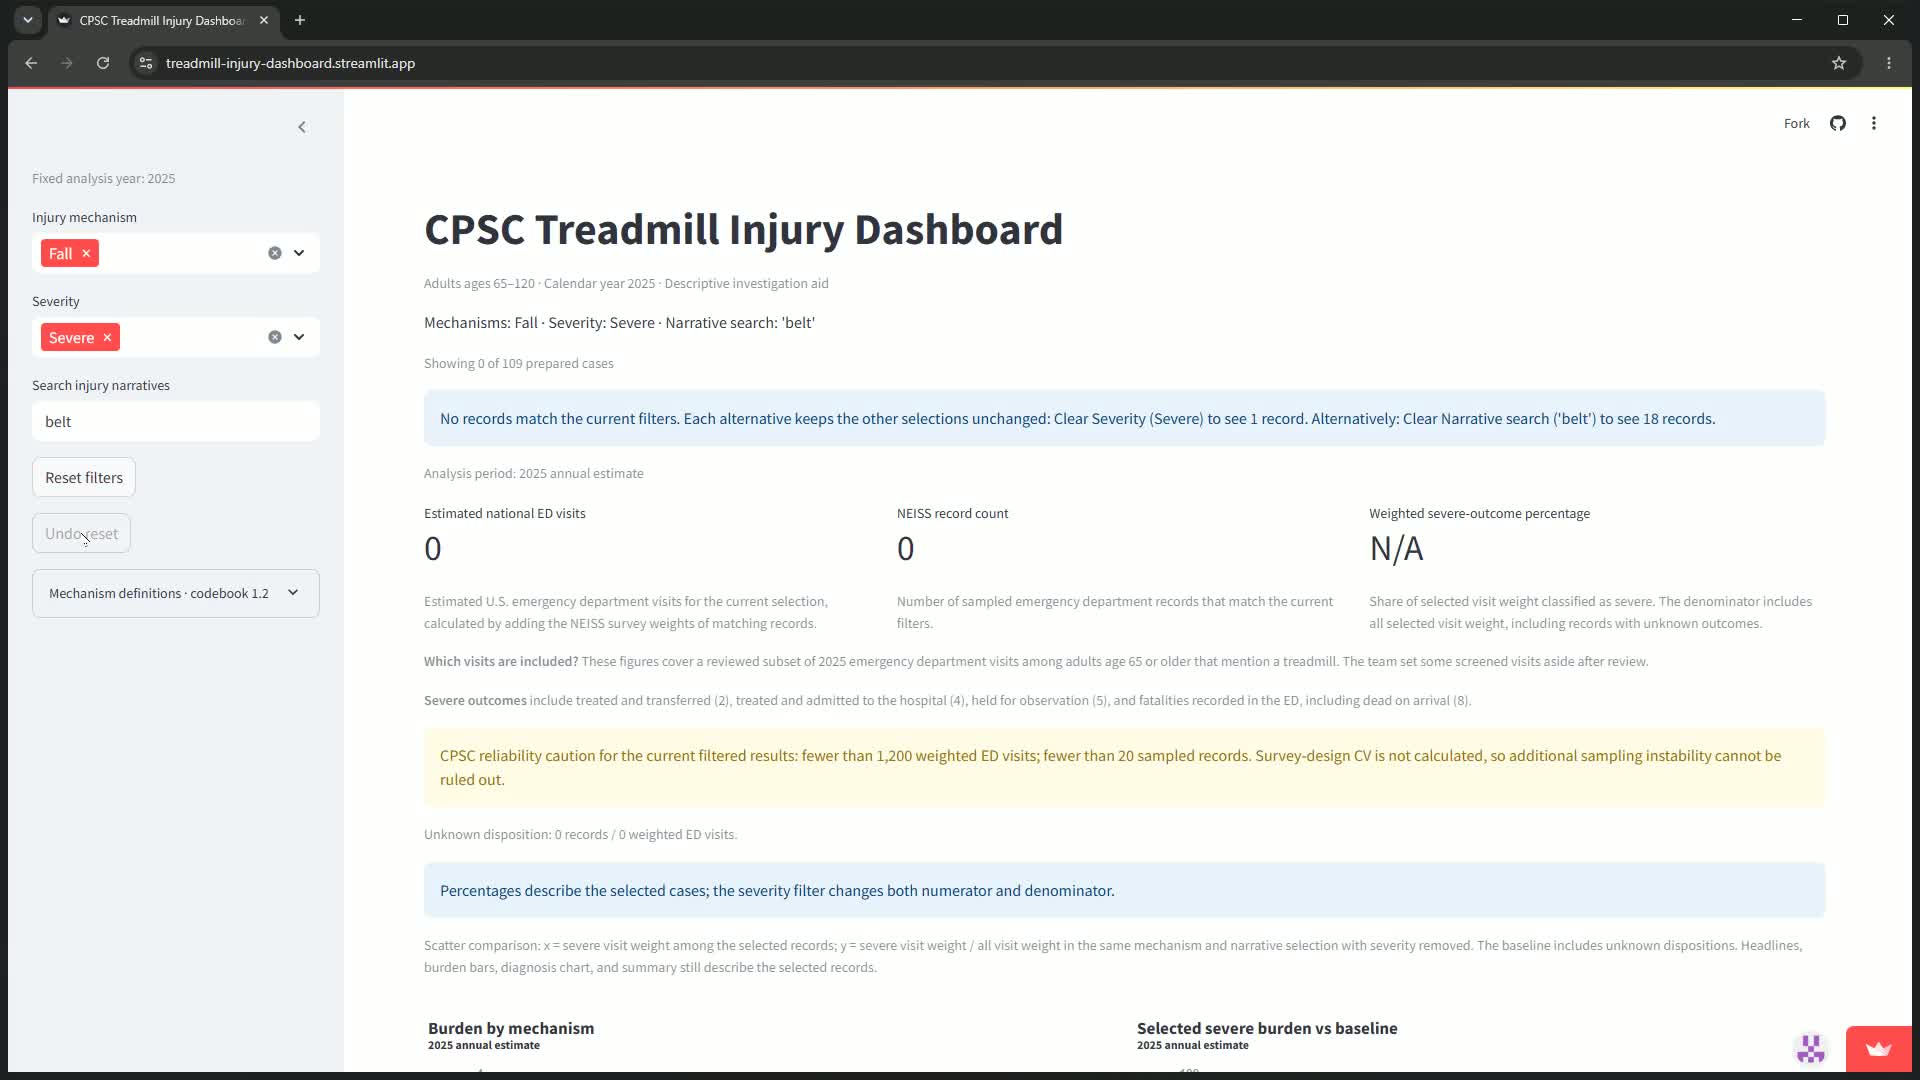 CPSC Treadmill Injury Dashboar
treadmill-injury-dashboard.streamlit.app
Fork
Fixed analysis year: 2025
Injury mechanism
Fall
Severity
Severe
Search injury narratives
belt
Reset filters
Undo reset
Mechanism definitions · codebook 1.2
CPSC Treadmill Injury Dashboard
Adults ages 65–120 · Calendar year 2025 · Descriptive investigation aid
Mechanisms: Fall · Severity: Severe · Narrative search: 'belt'
Showing 0 of 109 prepared cases
No records match the current filters. Each alternative keeps the other selections unchanged: Clear Severity (Severe) to see 1 record. Alternatively: Clear Narrative search ('belt') to see 18 records.
Analysis period: 2025 annual estimate
Estimated national ED visits
0
Estimated U.S. emergency department visits for the current selection,
calculated by adding the NEISS survey weights of matching records.
NEISS record count
0
Number of sampled emergency department records that match the current
filters.
Weighted severe-outcome percentage
N/A
Share of selected visit weight classified as severe. The denominator includes
all selected visit weight, including records with unknown outcomes.
Which visits are included? These figures cover a reviewed subset of 2025 emergency department visits among adults age 65 or older that mention a treadmill. The team set some screened visits aside after review.
Severe outcomes include treated and transferred (2), treated and admitted to the hospital (4), held for observation (5), and fatalities recorded in the ED, including dead on arrival (8).
CPSC reliability caution for the current filtered results: fewer than 1,200 weighted ED visits; fewer than 20 sampled records. Survey-design CV is not calculated, so additional sampling instability cannot be
ruled out.
Unknown disposition: 0 records / 0 weighted ED visits.
Percentages describe the selected cases; the severity filter changes both numerator and denominator.
Scatter comparison: x = severe visit weight among the selected records; y = severe visit weight / all visit weight in the same mechanism and narrative selection with severity removed. The baseline includes unknown dispositions. Headlines,
burden bars, diagnosis chart, and summary still describe the selected records.
Burden by mechanism
2025 annual estimate
Selected severe burden vs baseline
2025 annual estimate